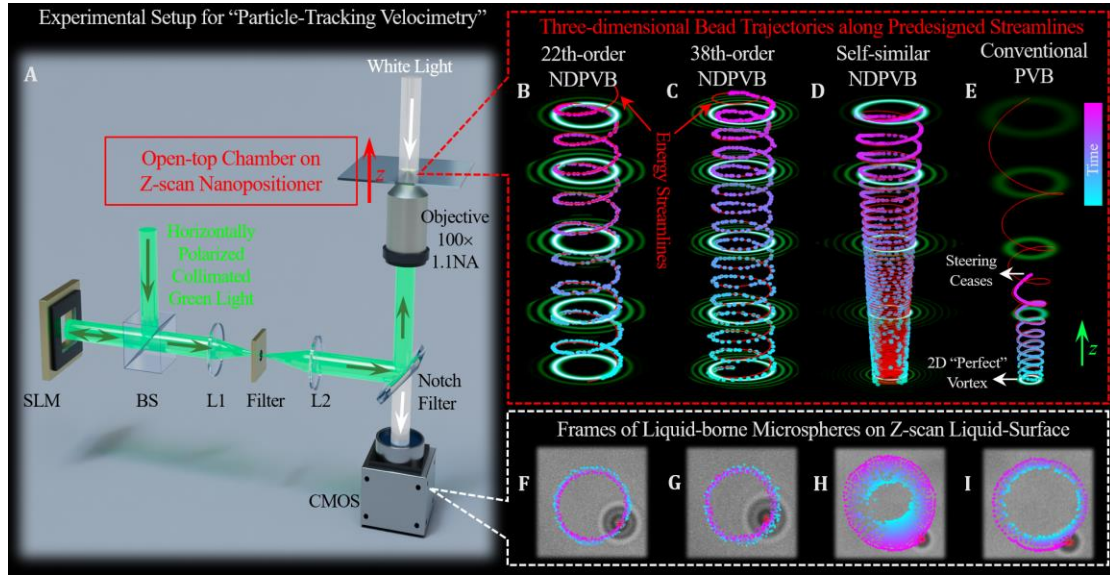 Experimental Setup for “Particle-Tracking Velocimetry”
A
White Light
Open-top Chamber on
Z-scan Nanopositioner
z
Objective
100×
1.1NA
Horizontally
Polarized
Collimated
Green Light
SLM
BS
L1
Filter
L2
Notch
Filter
CMOS
Three-dimensional Bead Trajectories along Predesigned Streamlines
22th-order
NDPVB
38th-order
NDPVB
Self-similar
NDPVB
Conventional
PVB
B
C
D
E
Energy Streamlines
Time
Steering
Ceases
2D “Perfect”
Vortex
z
Frames of Liquid-borne Microspheres on Z-scan Liquid-Surface
F
G
H
I